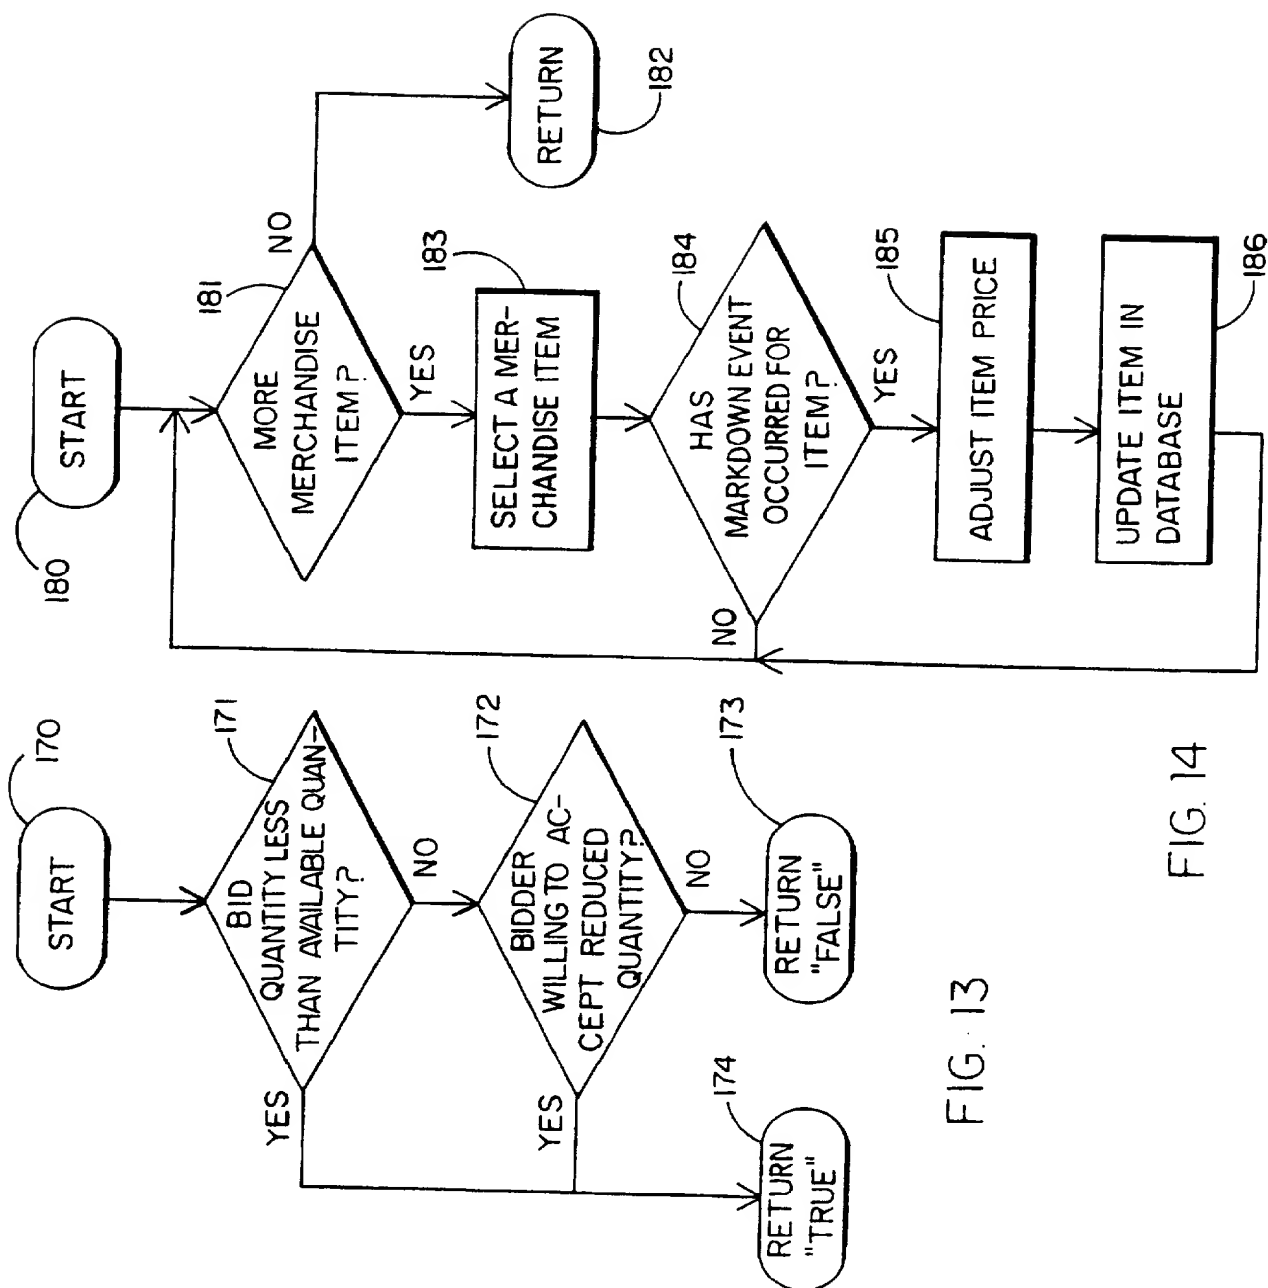 170
START
171
BID
QUANTITY LESS
THAN AVAILABLE QUAN-
TITY?
YES
NO
172
BIDDER
WILLING TO AC-
CEPT REDUCED
QUANTITY?
YES
NO
173
RETURN
"FALSE"
174
RETURN
"TRUE"
FIG. 13
180
START
181
MORE
MERCHANDISE
ITEM?
NO
YES
RETURN
182
183
SELECT A MER-
CHANDISE ITEM
184
HAS
MARKDOWN EVENT
OCCURRED FOR
ITEM?
NO
YES
185
ADJUST ITEM PRICE
186
UPDATE ITEM IN
DATABASE
FIG. 14